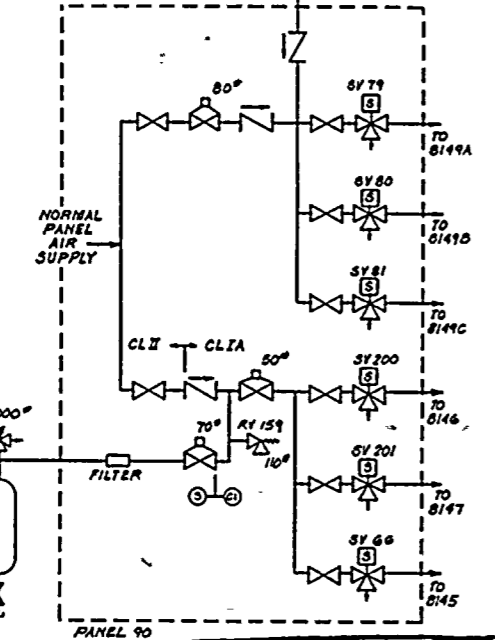 80#
SV 79
S
TO
8149A
SV 80
S
TO
8149B
NORMAL
PANEL
AIR
SUPPLY
SV 81
S
TO
8149C
CL II
CL IA
50#
SV 200
S
TO
8146
000#
70#
RV 159
110#
FILTER
SV 201
S
TO
8147
S
SV 66
S
TO
8145
PANEL 90